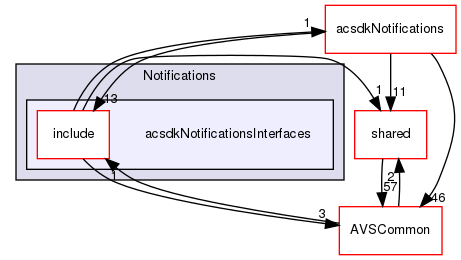 1
acsdkNotifications
Notifications
13
1
11
include
acsdkNotificationsInterfaces
shared
1
2
57
46
3
AVSCommon